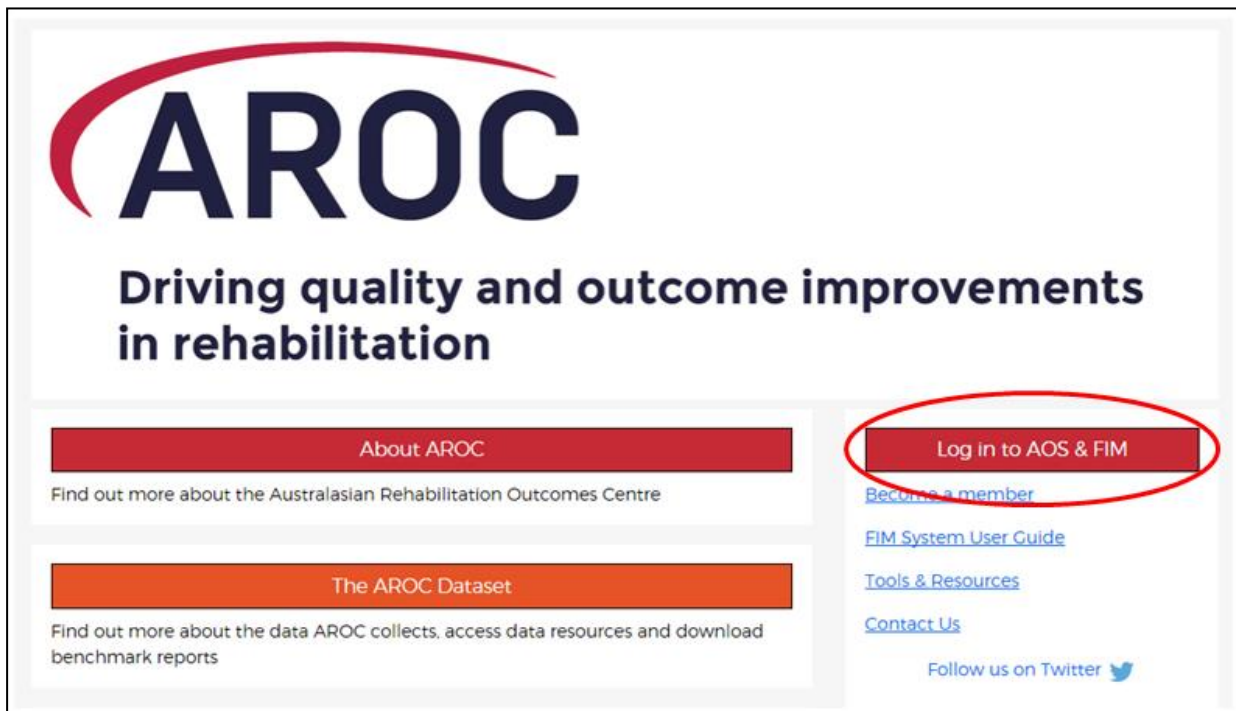 AROC
Driving quality and outcome improvements
in rehabilitation
About AROC
Find out more about the Australasian Rehabilitation Outcomes Centre
The AROC Dataset
Find out more about the data AROC collects, access data resources and download
benchmark reports
Log in to AOS & FIM
Become a member
FIM System User Guide
Tools & Resources
Contact Us
Follow us on Twitter